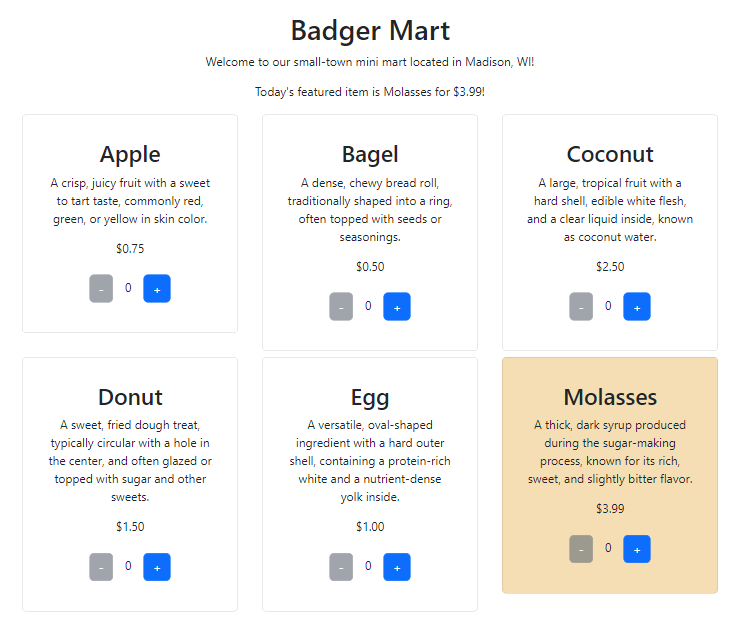 Badger Mart
Welcome to our small-town mini mart located in Madison, WI!
Today's featured item is Molasses for $3.99!
Apple
A crisp, juicy fruit with a sweet
to tart taste, commonly red,
green, or yellow in skin color.
$0.75
- 0 +
Bagel
A dense, chewy bread roll,
traditionally shaped into a ring,
often topped with seeds or
seasonings.
$0.50
- 0 +
Coconut
A large, tropical fruit with a
hard shell, edible white flesh,
and a clear liquid inside, known
as coconut water.
$2.50
- 0 +
Donut
A sweet, fried dough treat,
typically circular with a hole in
the center, and often glazed or
topped with sugar and other
sweets.
$1.50
- 0 +
Egg
A versatile, oval-shaped
ingredient with a hard outer
shell, containing a protein-rich
white and a nutrient-dense
yolk inside.
$1.00
- 0 +
Molasses
A thick, dark syrup produced
during the sugar-making
process, known for its rich,
sweet, and slightly bitter flavor.
$3.99
- 0 +